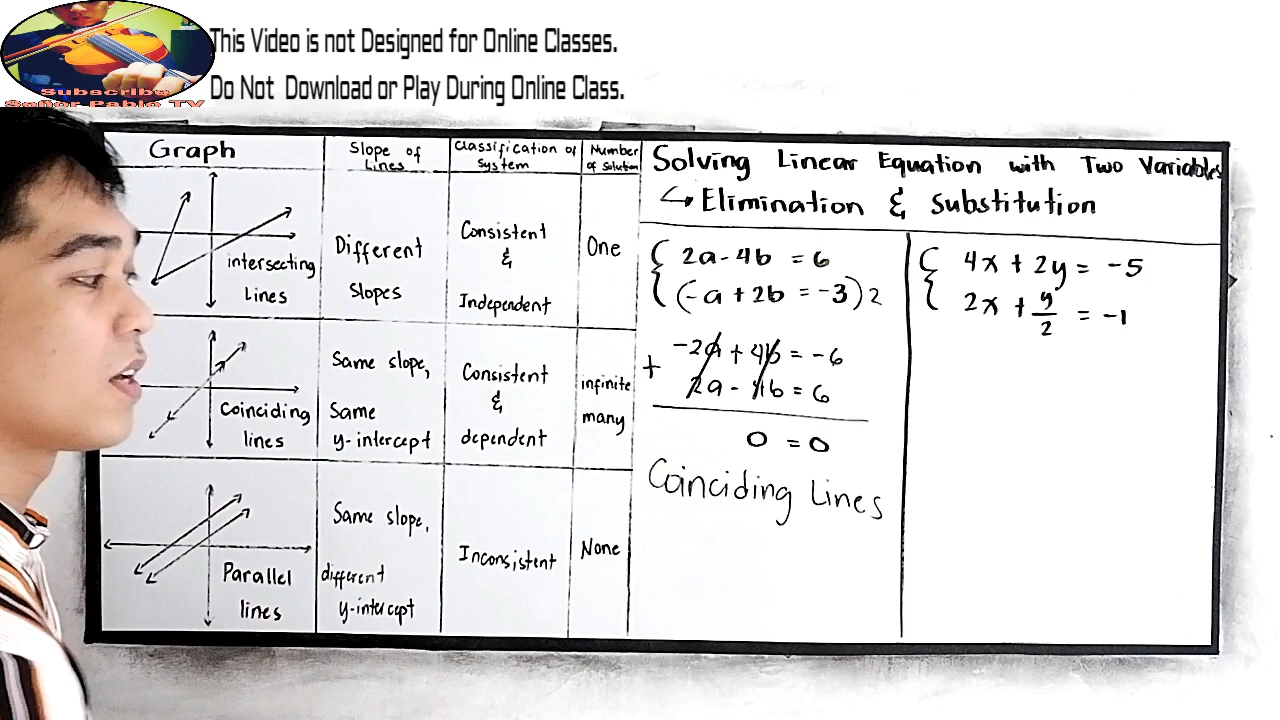 This Video is not Designed for Online Classes.
Do Not Download or Play During Online Class.
Subscribe
Señor Pablo TV
Graph
Slope of
Lines
Classification of
system
Number
of solution
intersecting
Lines
Different
Slopes
Consistent
&
Independent
One
Coinciding
lines
Same slope,
Same
y-intercept
Consistent
&
dependent
infinite
many
Parallel
lines
Same slope,
different
y-intercept
Inconsistent
None
Solving Linear Equation with Two Variables
↳ Elimination & Substitution
2a - 4b = 6
(-a + 2b = -3) 2
-2a + 4b = -6
+ 2a - 4b = 6
0 = 0
Coinciding Lines
4x + 2y = -5
2x + y/2 = -1